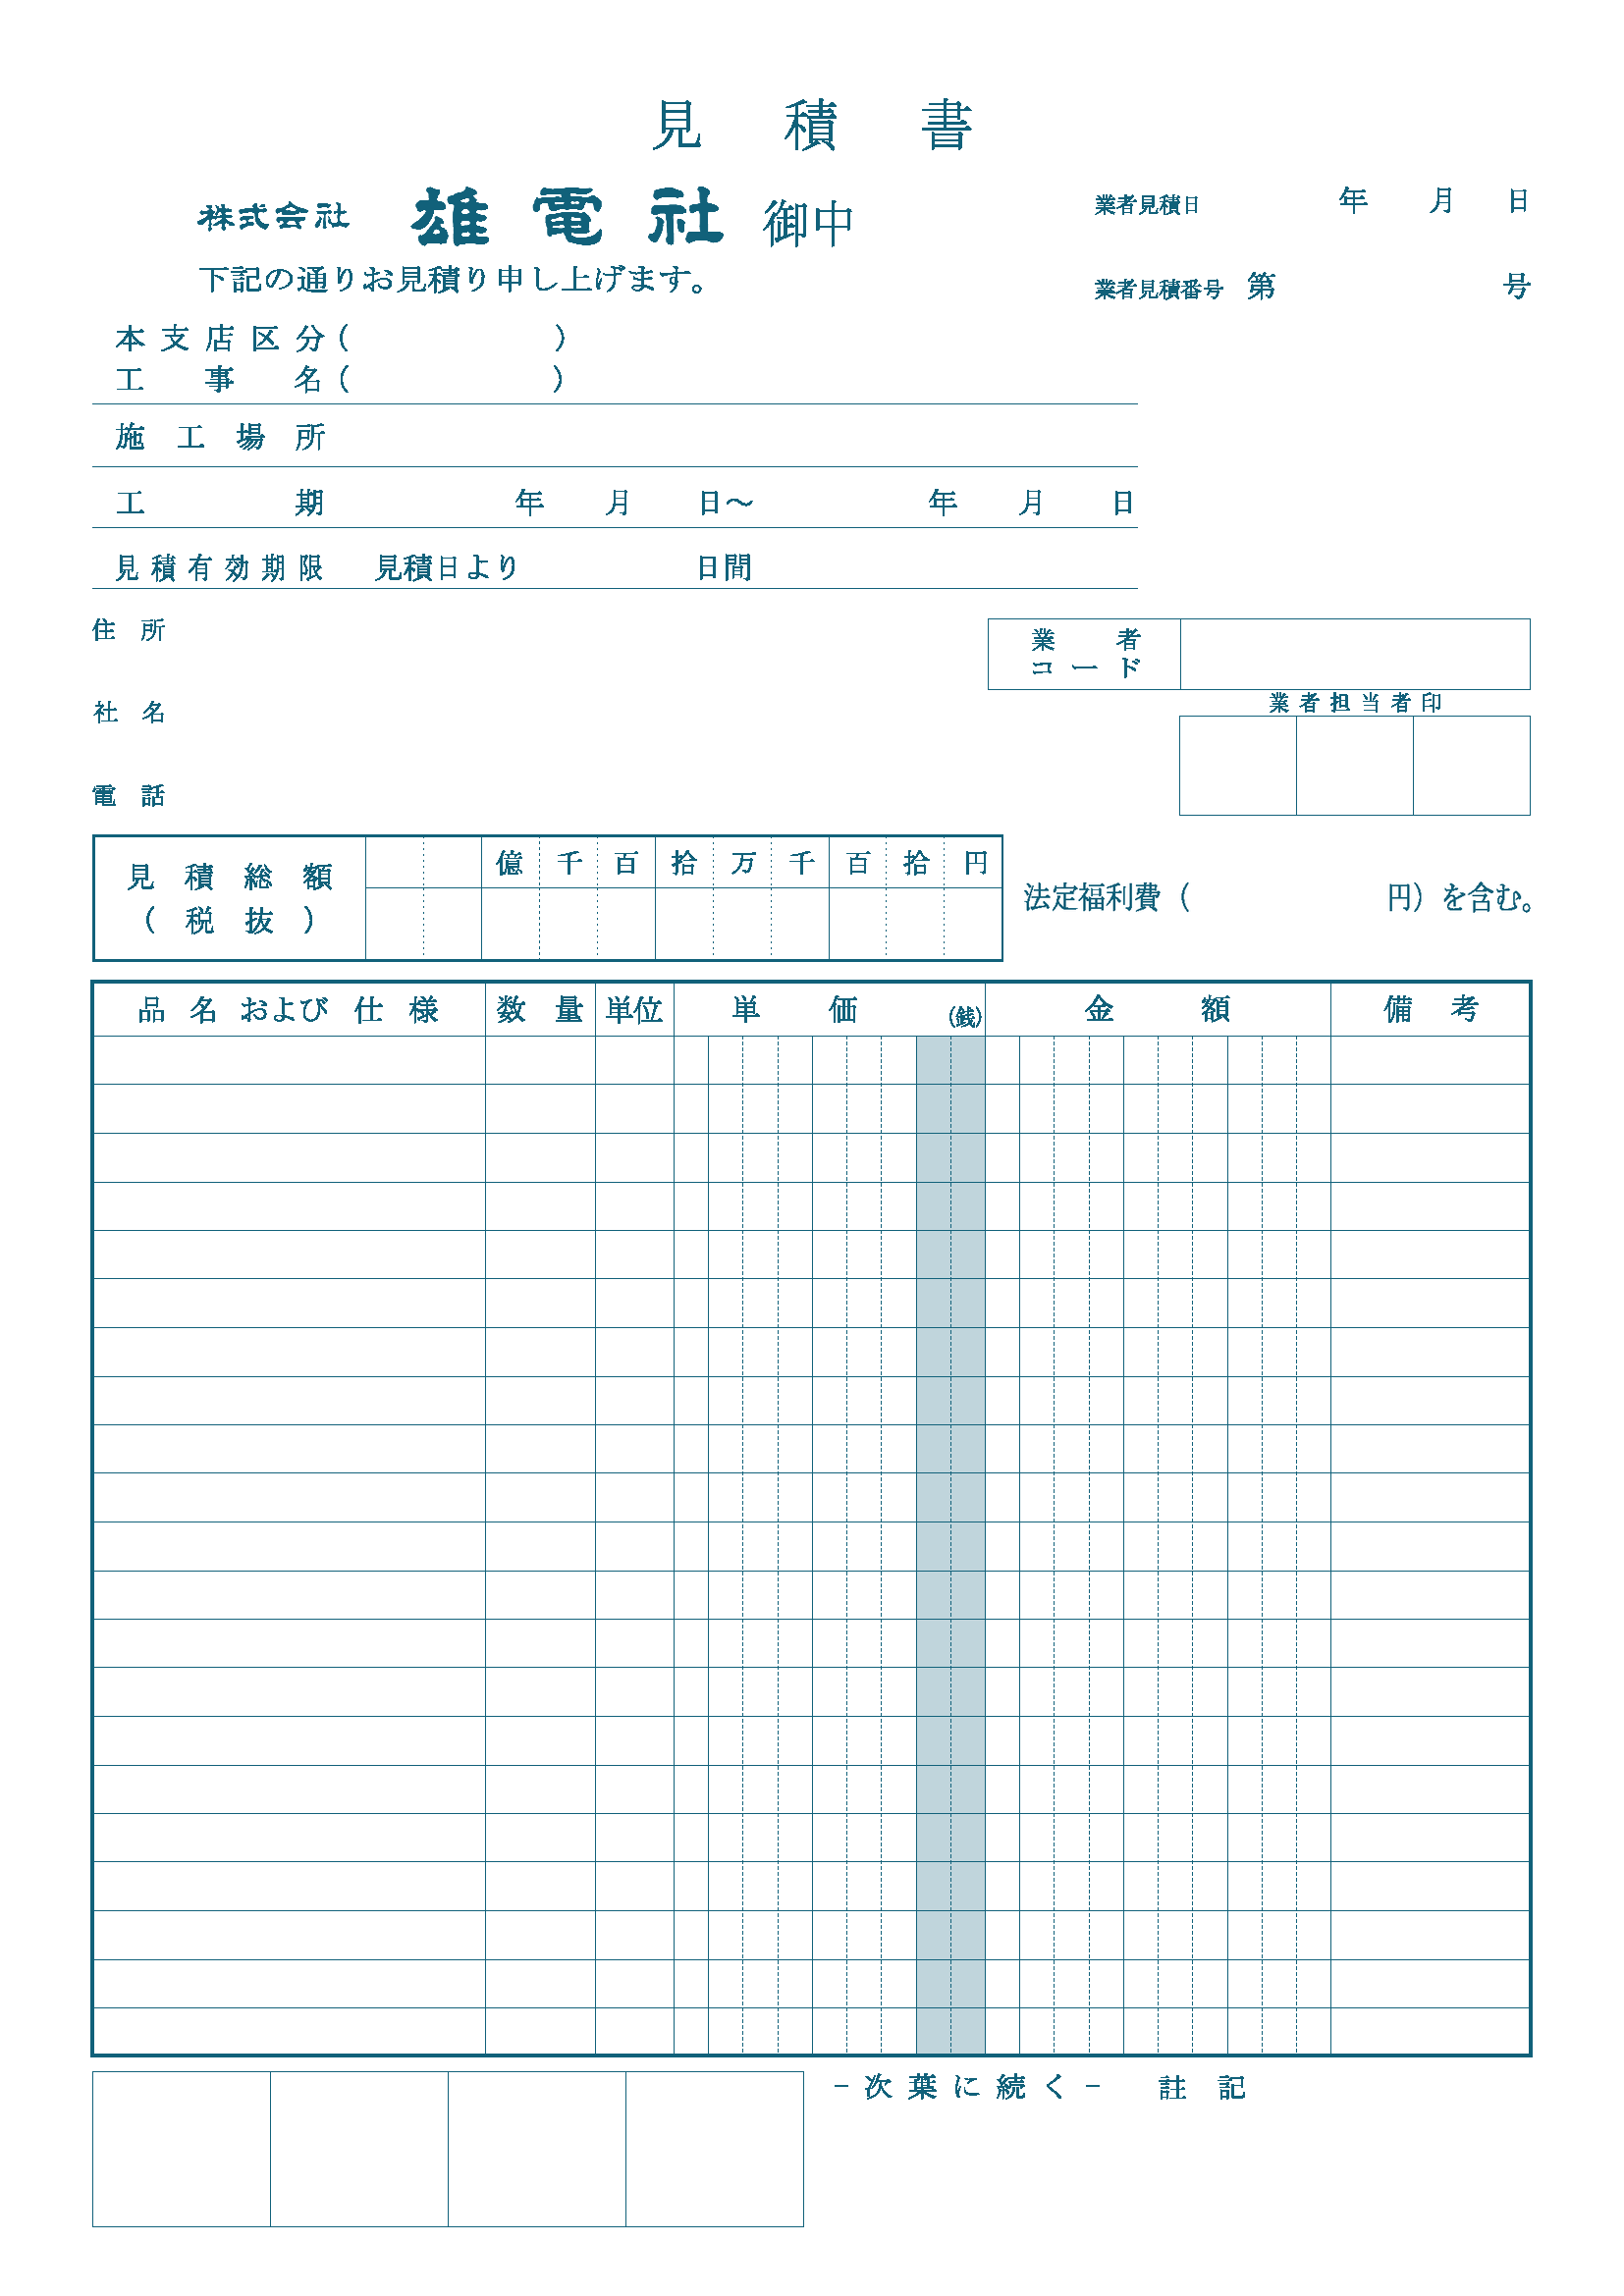 見積書
株式会社 雄電社 御中
業者見積日 年 月 日
下記の通りお見積り申し上げます。
業者見積番号 第 号
本支店区分( )
工事名( )
施工場所
工期 年 月 日～ 年 月 日
見積有効期限 見積日より 日間
住所
業者
コード
社名
業者担当者印
電話
見積総額
(税抜)
億 千 百 拾 万 千 百 拾 円
法定福利費( 円)を含む。
品名および仕様 数量 単位 単価 (銭) 金額 備考
-次葉に続く- 註記